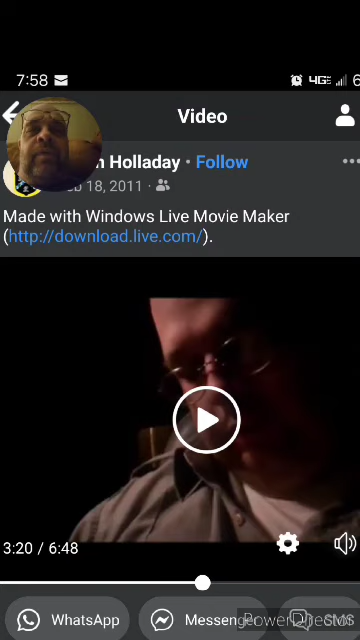 7:58
4G
Video
Holladay · Follow
18, 2011 ·
Made with Windows Live Movie Maker
(http://download.live.com/).
3:20 / 6:48
WhatsApp
Messenger
SMS
PowerDirector